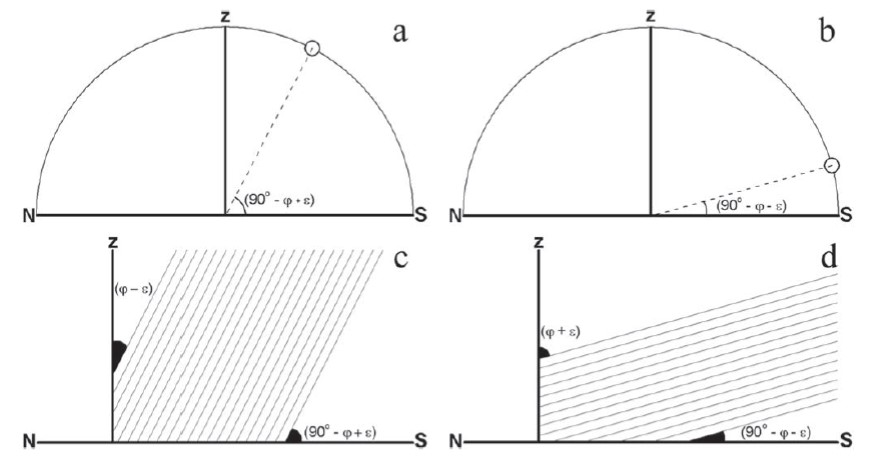 Z
a
(90° - φ + ε)
N
S
Z
b
(90° - φ - ε)
N
S
Z
c
(φ - ε)
(90° - φ + ε)
N
S
Z
d
(φ + ε)
(90° - φ - ε)
N
S